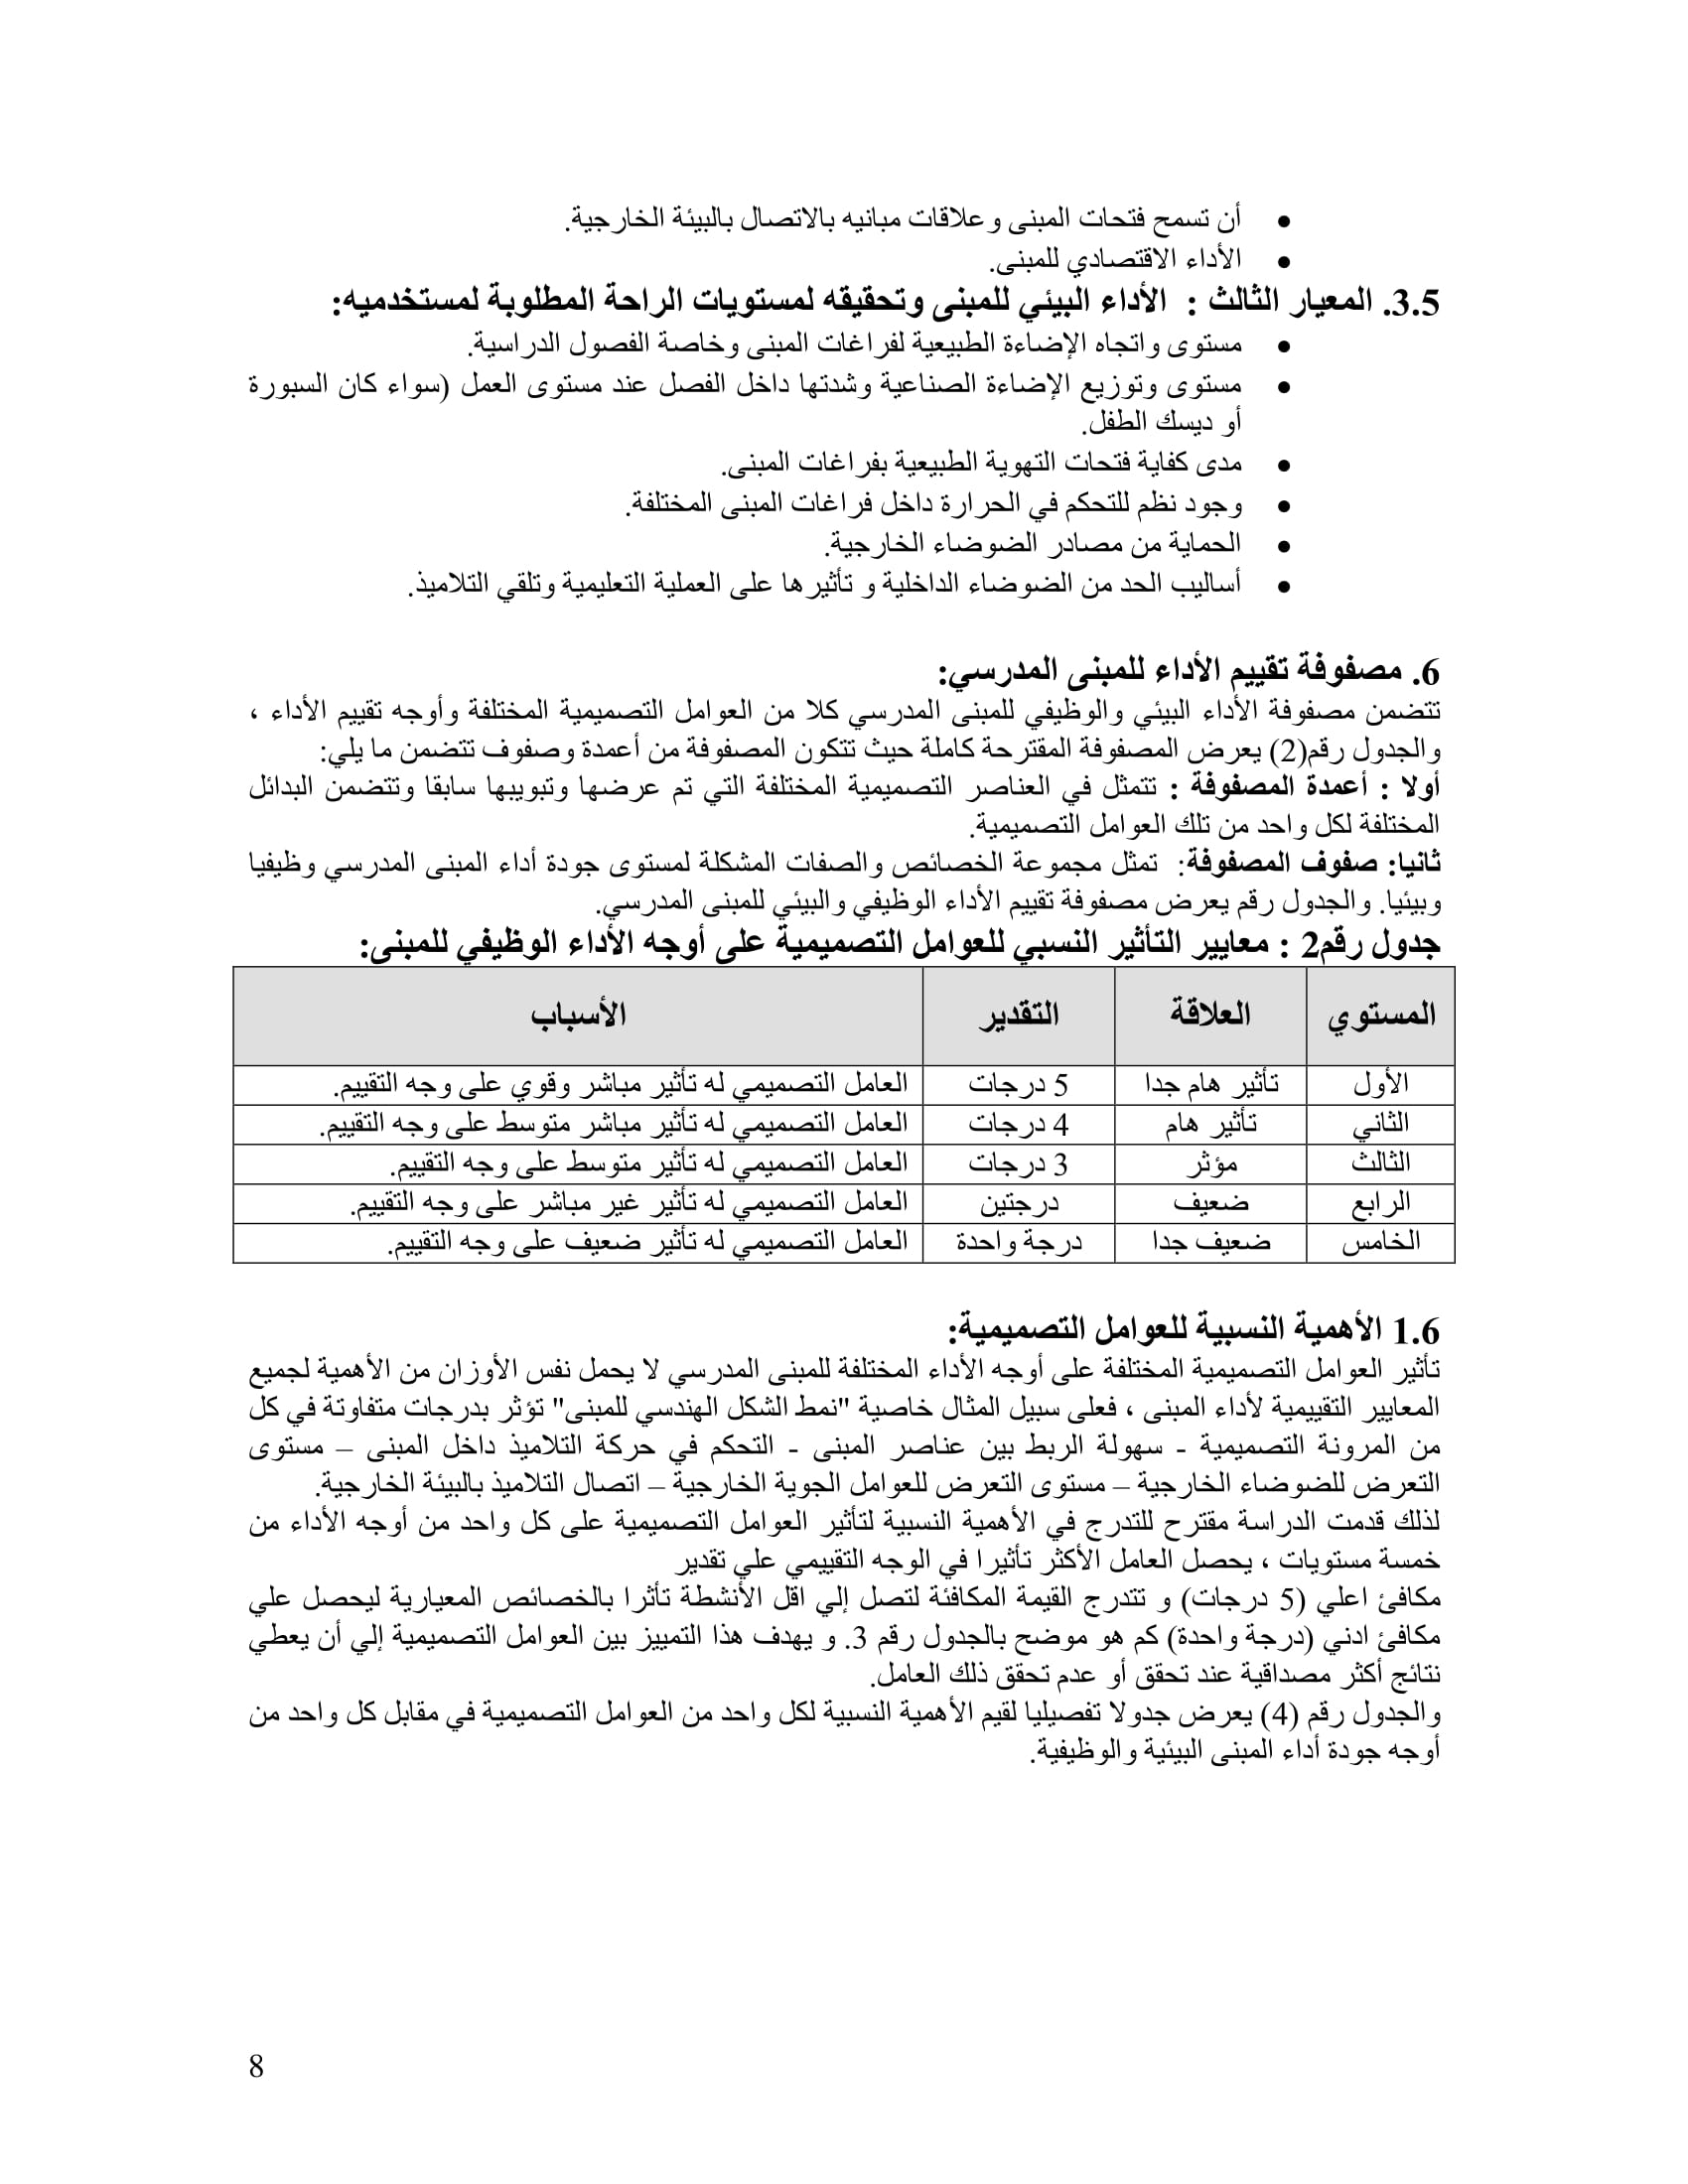 • أن تسمح فتحات المبنى وعلاقات مبانيه بالاتصال بالبيئة الخارجية.
• الأداء الاقتصادي للمبنى.
3.5. المعيار الثالث : الأداء البيئي للمبنى وتحقيقه لمستويات الراحة المطلوبة لمستخدميه:
• مستوى واتجاه الإضاءة الطبيعية لفراغات المبنى وخاصة الفصول الدراسية.
• مستوى وتوزيع الإضاءة الصناعية وشدتها داخل الفصل عند مستوى العمل (سواء كان السبورة
أو ديسك الطفل.
• مدى كفاية فتحات التهوية الطبيعية بفراغات المبنى.
• وجود نظم للتحكم في الحرارة داخل فراغات المبنى المختلفة.
• الحماية من مصادر الضوضاء الخارجية.
• أساليب الحد من الضوضاء الداخلية و تأثيرها على العملية التعليمية وتلقي التلاميذ.
6. مصفوفة تقييم الأداء للمبنى المدرسي:
تتضمن مصفوفة الأداء البيئي والوظيفي للمبنى المدرسي كلا من العوامل التصميمية المختلفة وأوجه تقييم الأداء ،
والجدول رقم(2) يعرض المصفوفة المقترحة كاملة حيث تتكون المصفوفة من أعمدة وصفوف تتضمن ما يلي:
أولا : أعمدة المصفوفة : تتمثل في العناصر التصميمية المختلفة التي تم عرضها وتبويبها سابقا وتتضمن البدائل
المختلفة لكل واحد من تلك العوامل التصميمية.
ثانيا: صفوف المصفوفة: تمثل مجموعة الخصائص والصفات المشكلة لمستوى جودة أداء المبنى المدرسي وظيفيا
وبيئيا. والجدول رقم يعرض مصفوفة تقييم الأداء الوظيفي والبيئي للمبنى المدرسي.
جدول رقم2 : معايير التأثير النسبي للعوامل التصميمية على أوجه الأداء الوظيفي للمبنى:
المستوي العلاقة التقدير الأسباب
الأول تأثير هام جدا 5 درجات العامل التصميمي له تأثير مباشر وقوي على وجه التقييم.
الثاني تأثير هام 4 درجات العامل التصميمي له تأثير مباشر متوسط على وجه التقييم.
الثالث مؤثر 3 درجات العامل التصميمي له تأثير متوسط على وجه التقييم.
الرابع ضعيف درجتين العامل التصميمي له تأثير غير مباشر على وجه التقييم.
الخامس ضعيف جدا درجة واحدة العامل التصميمي له تأثير ضعيف على وجه التقييم.
1.6 الأهمية النسبية للعوامل التصميمية:
تأثير العوامل التصميمية المختلفة على أوجه الأداء المختلفة للمبنى المدرسي لا يحمل نفس الأوزان من الأهمية لجميع
المعايير التقييمية لأداء المبنى ، فعلى سبيل المثال خاصية "نمط الشكل الهندسي للمبنى" تؤثر بدرجات متفاوتة في كل
من المرونة التصميمية - سهولة الربط بين عناصر المبنى - التحكم في حركة التلاميذ داخل المبنى – مستوى
التعرض للضوضاء الخارجية – مستوى التعرض للعوامل الجوية الخارجية – اتصال التلاميذ بالبيئة الخارجية.
لذلك قدمت الدراسة مقترح للتدرج في الأهمية النسبية لتأثير العوامل التصميمية على كل واحد من أوجه الأداء من
خمسة مستويات ، يحصل العامل الأكثر تأثيرا في الوجه التقييمي علي تقدير
مكافئ اعلي (5 درجات) و تتدرج القيمة المكافئة لتصل إلي اقل الأنشطة تأثرا بالخصائص المعيارية ليحصل علي
مكافئ ادني (درجة واحدة) كم هو موضح بالجدول رقم 3. و يهدف هذا التمييز بين العوامل التصميمية إلي أن يعطي
نتائج أكثر مصداقية عند تحقق أو عدم تحقق ذلك العامل.
والجدول رقم (4) يعرض جدولا تفصيليا لقيم الأهمية النسبية لكل واحد من العوامل التصميمية في مقابل كل واحد من
أوجه جودة أداء المبنى البيئية والوظيفية.
8